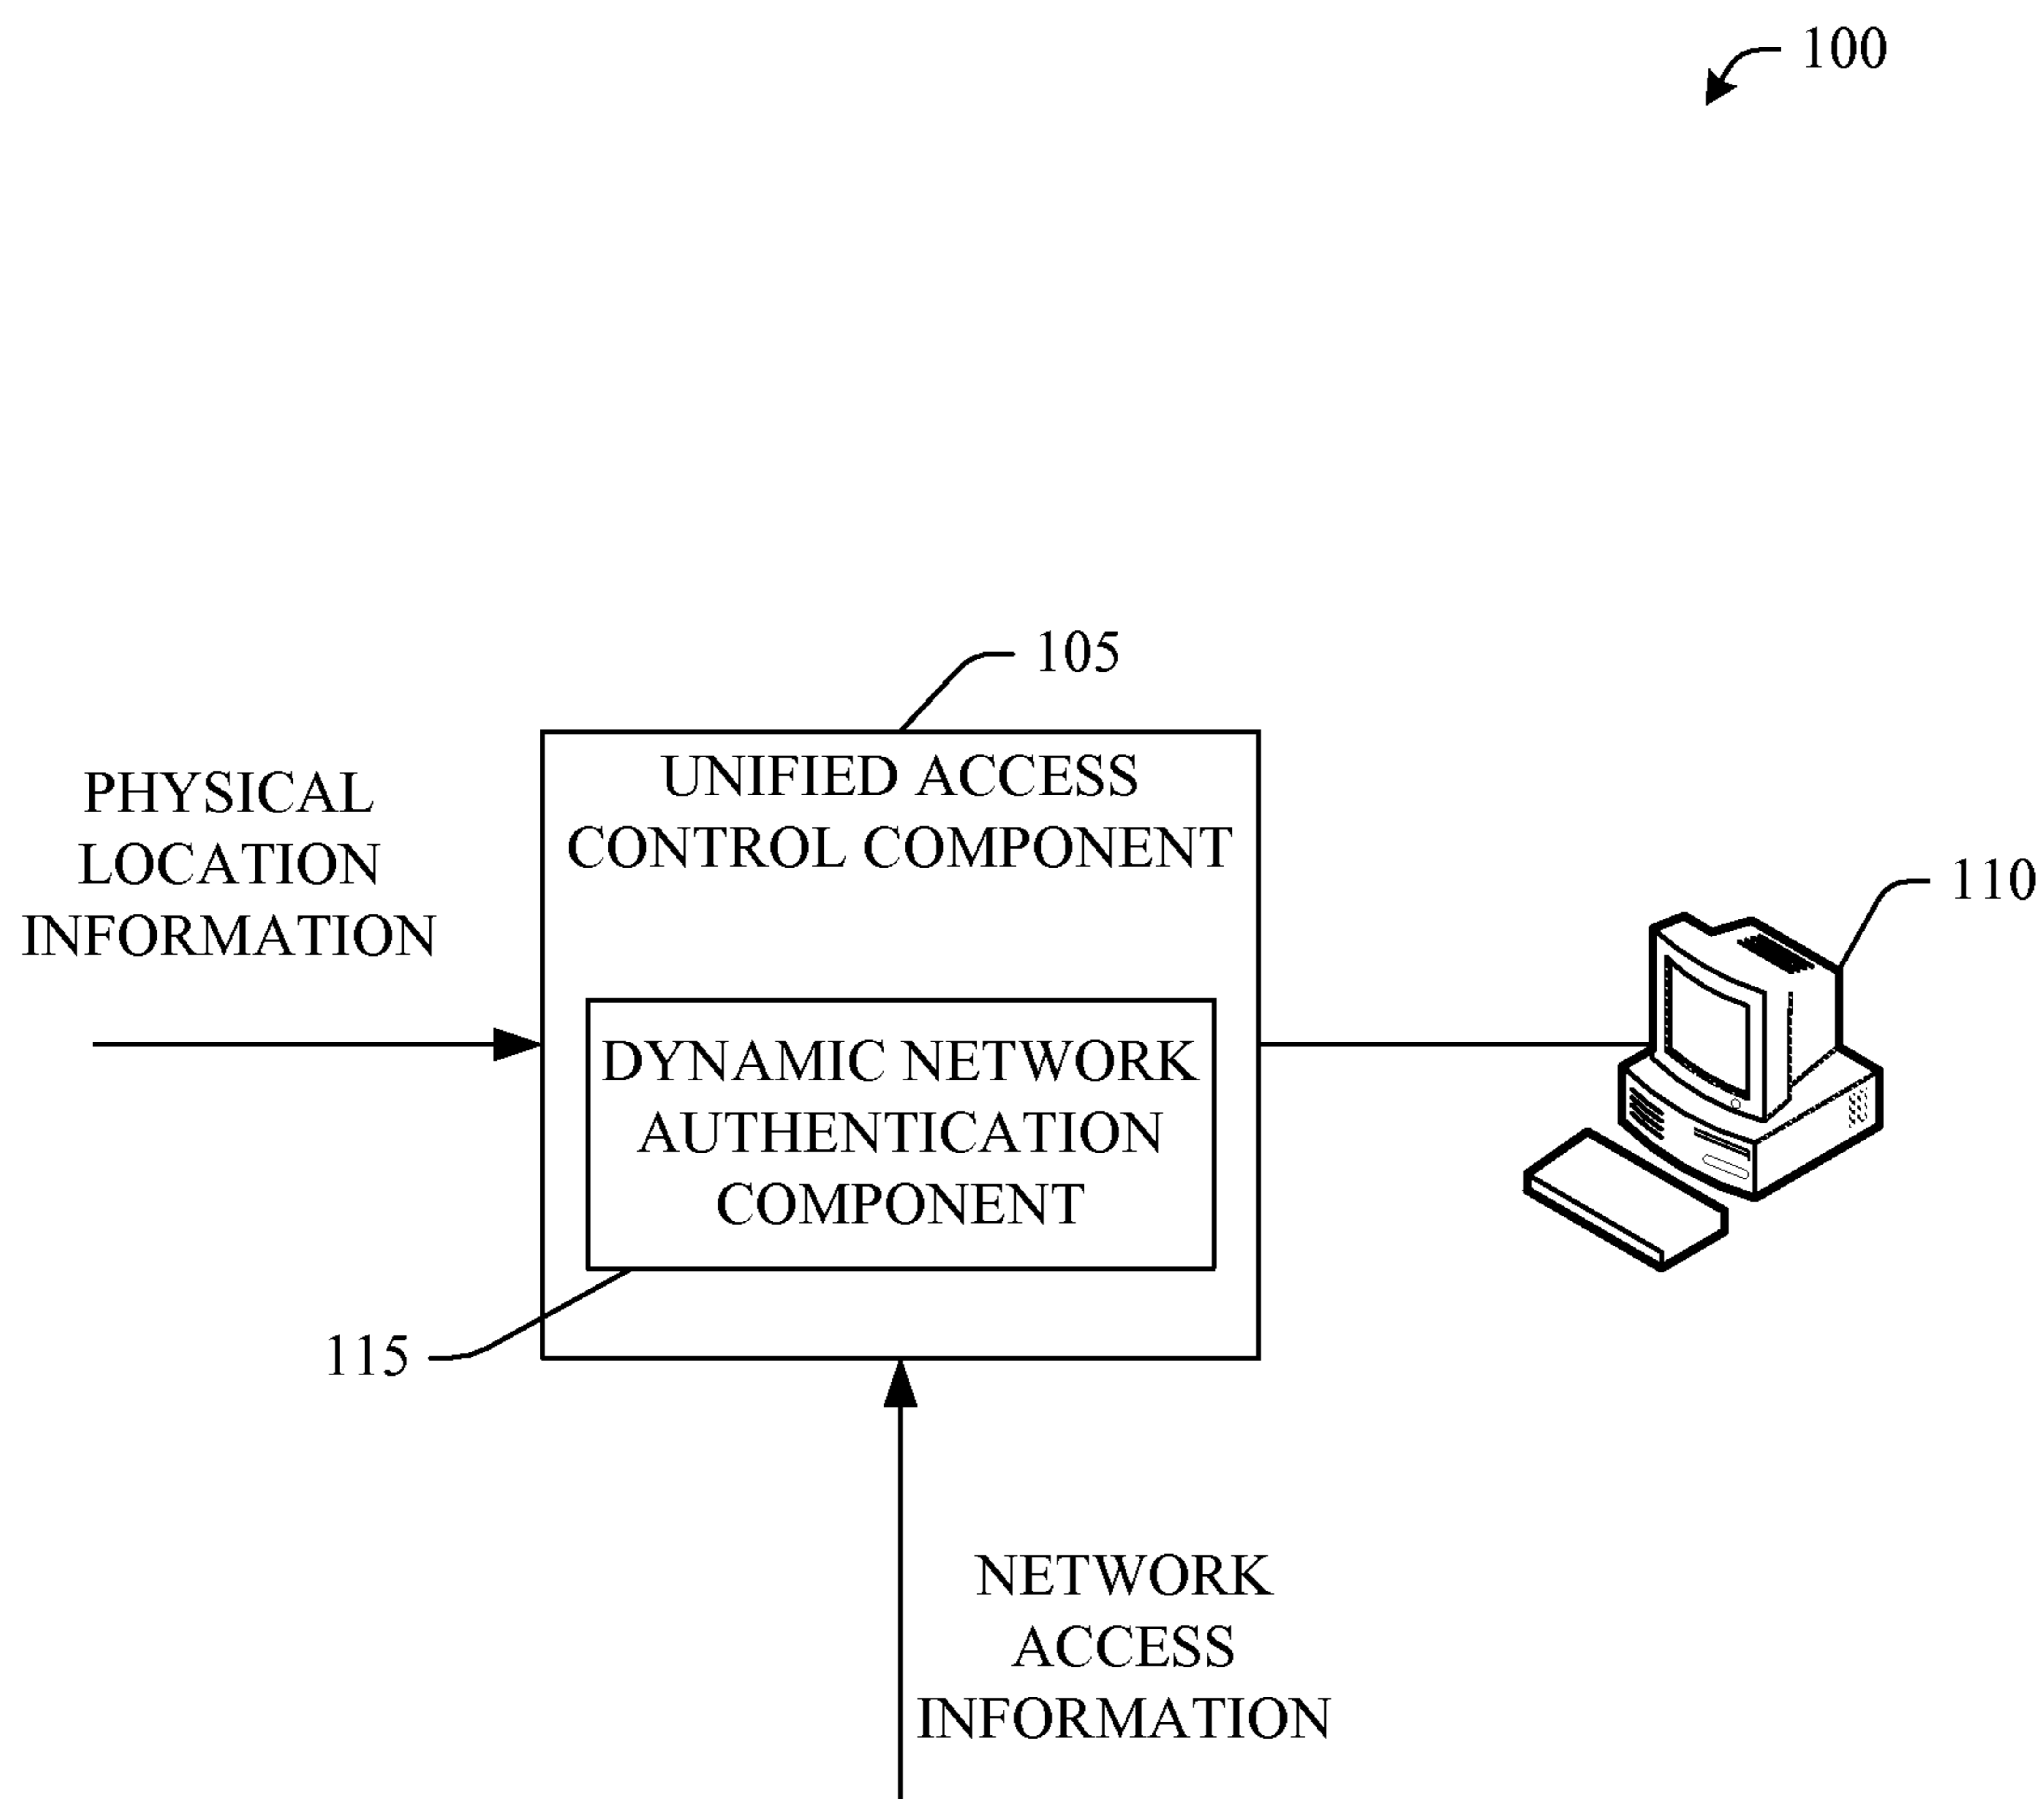 100
105
UNIFIED ACCESS
CONTROL COMPONENT
PHYSICAL
LOCATION
INFORMATION
110
DYNAMIC NETWORK
AUTHENTICATION
COMPONENT
115
NETWORK
ACCESS
INFORMATION